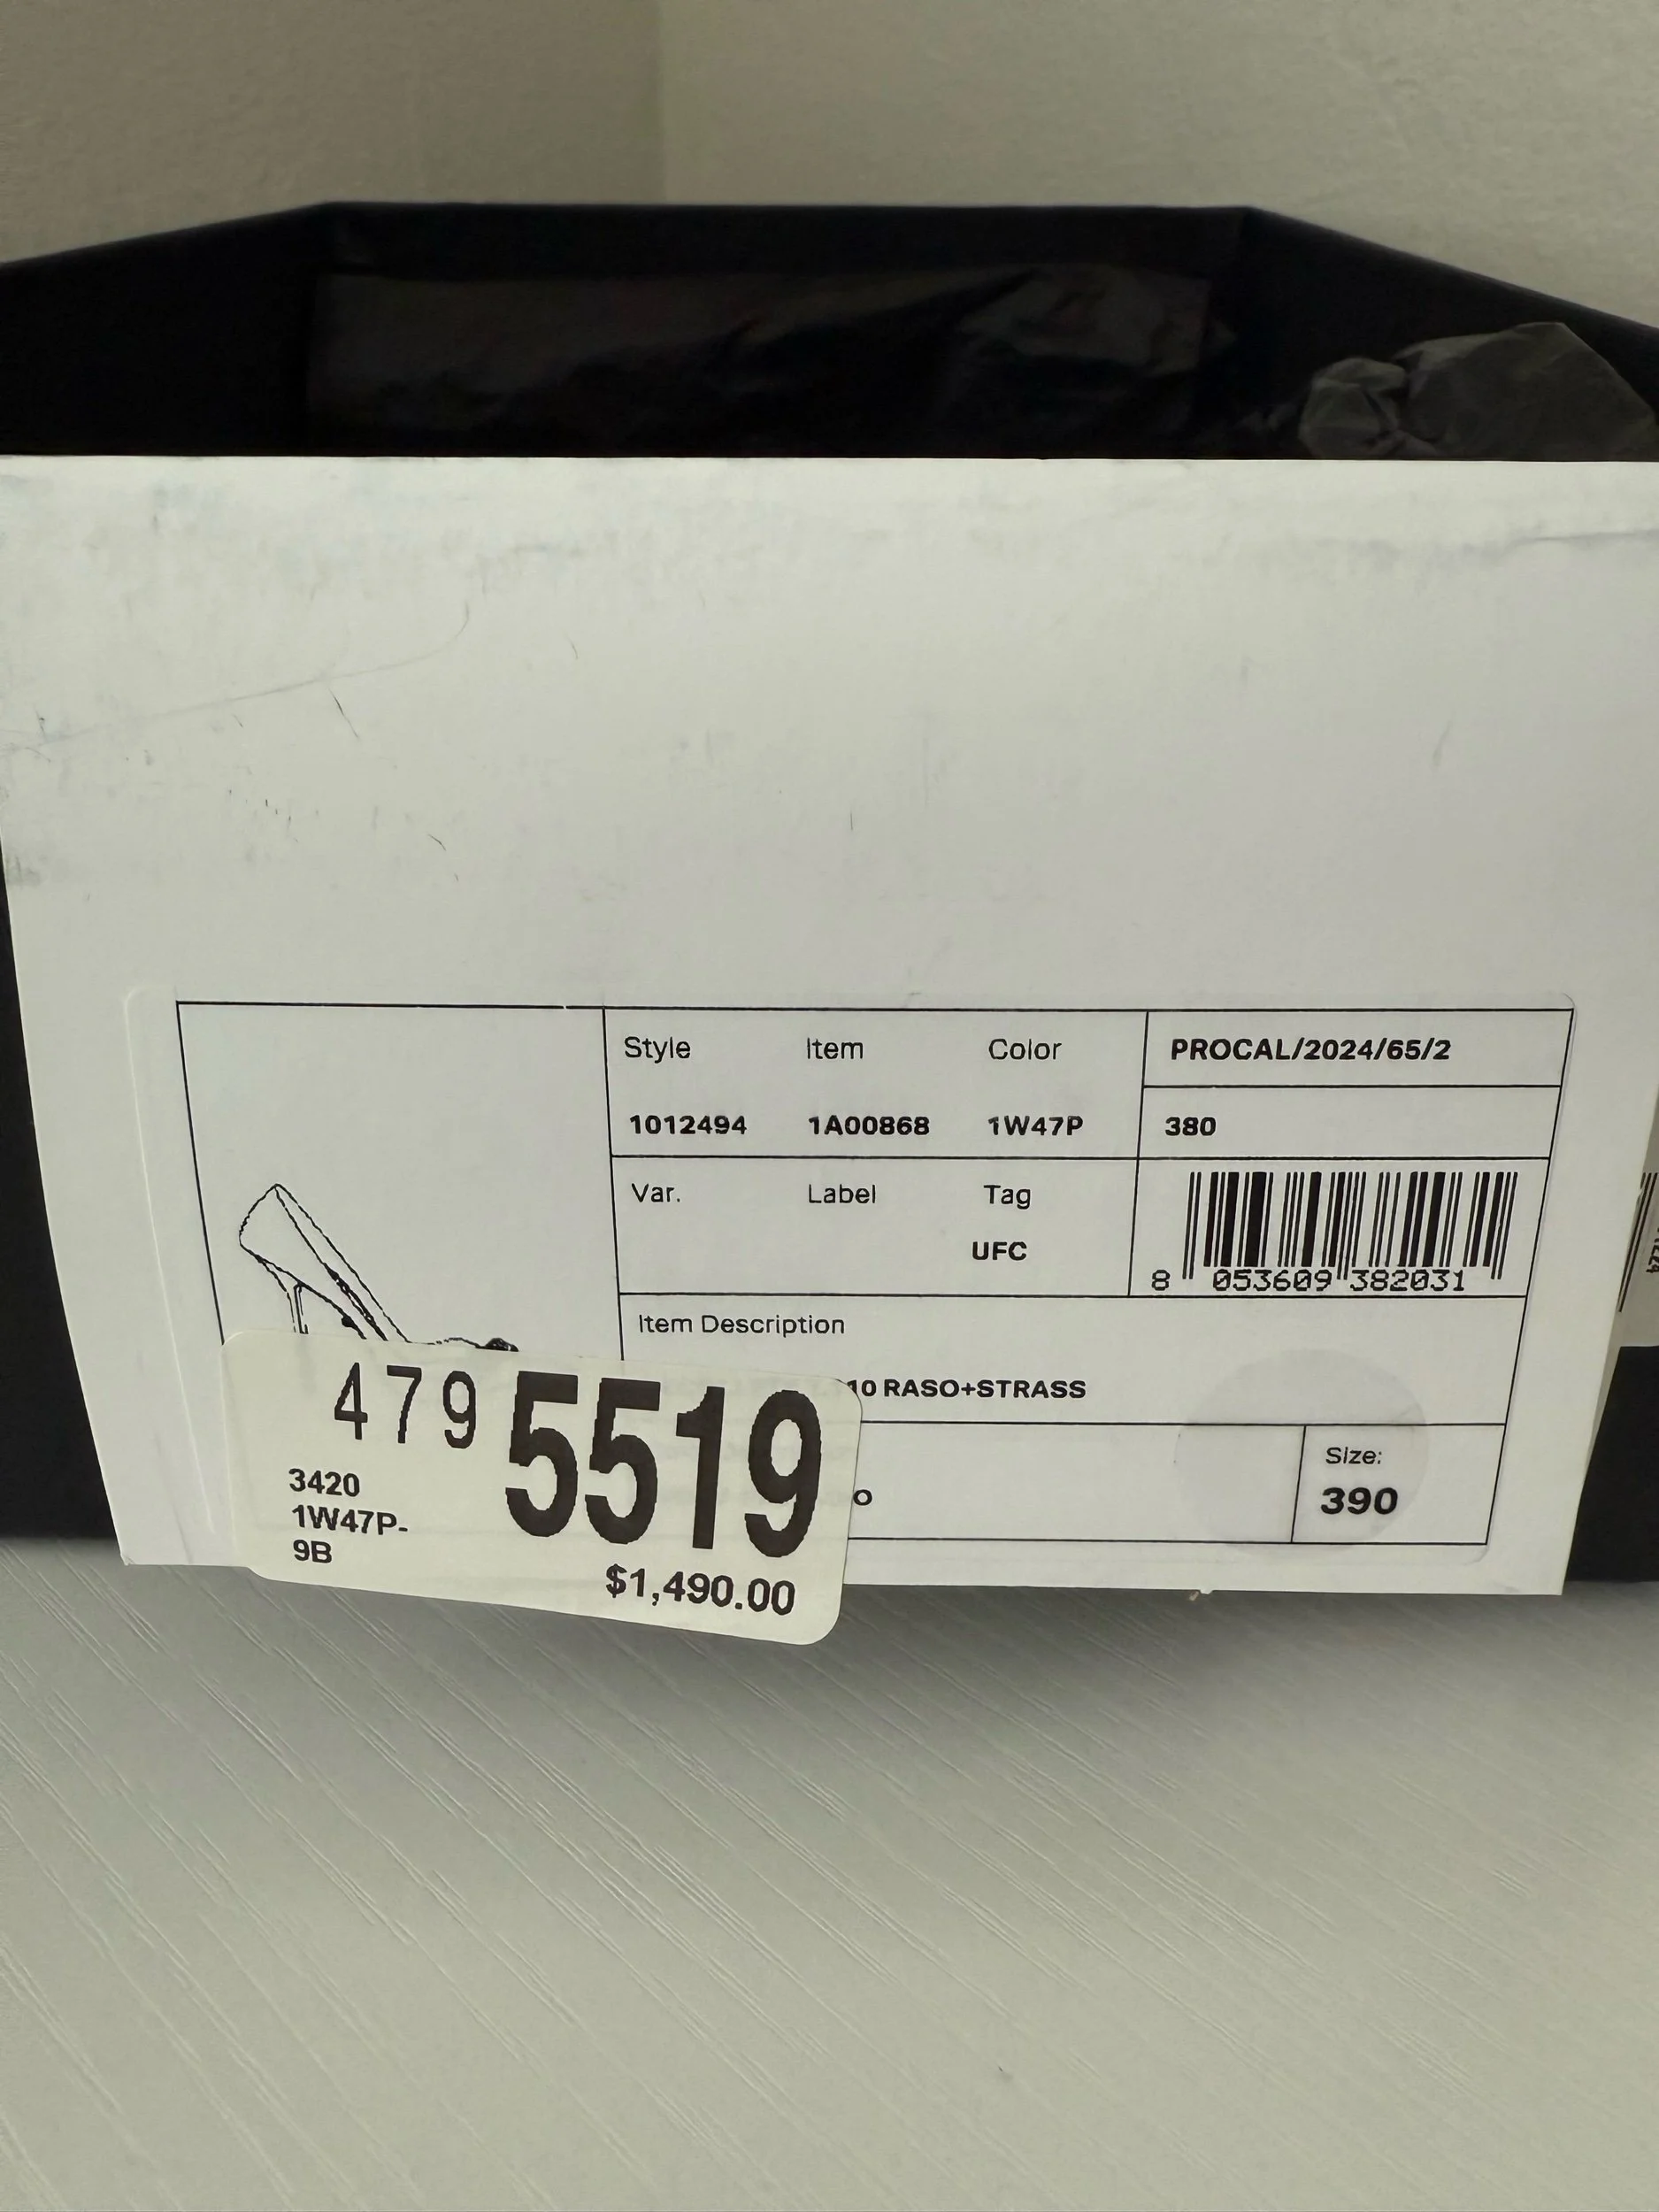 Style Item Color
1012494 1A00868 1W47P
PROCAL/2024/65/2
380
Var. Label Tag
UFC
8 053609 382031
Item Description
10 RASO+STRASS
O
Size:
390
479 5519
3420
1W47P-
9B
$1,490.00